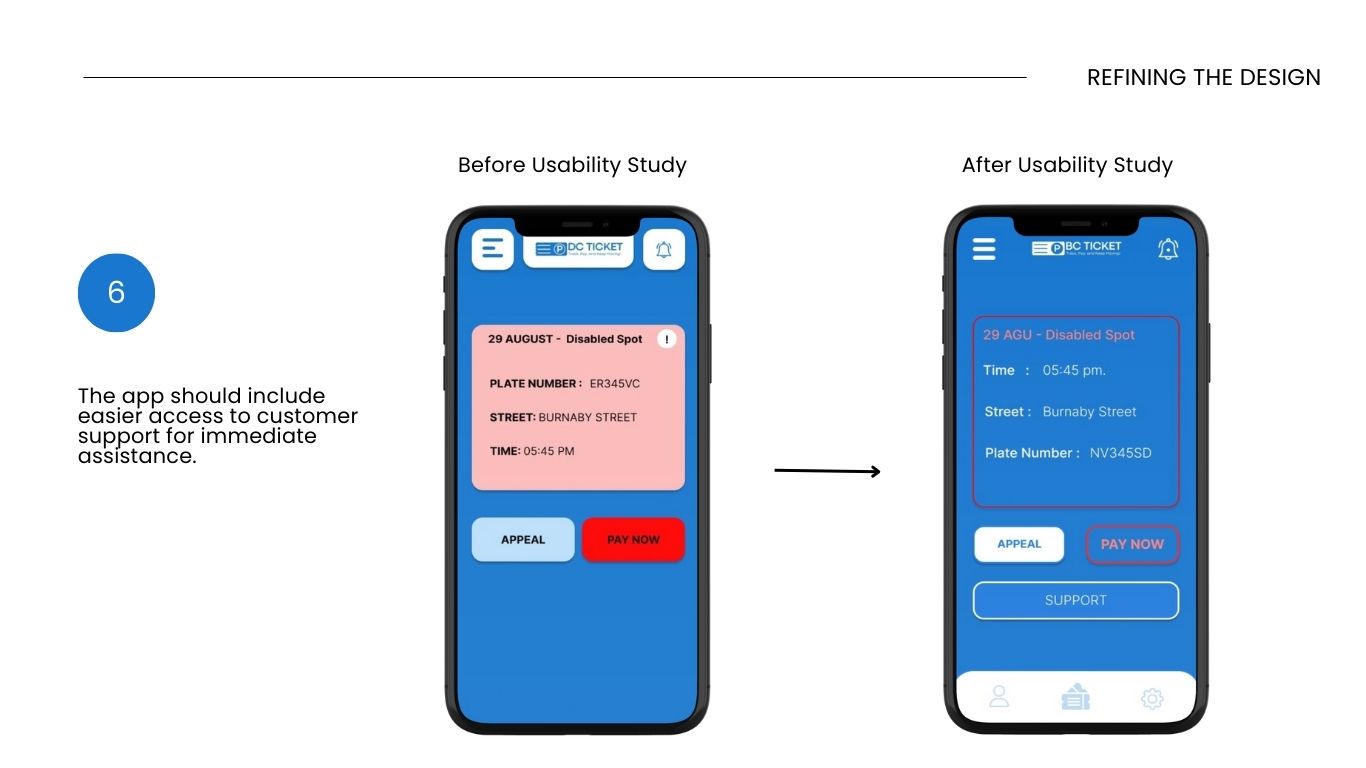 REFINING THE DESIGN
Before Usability Study
After Usability Study
6
The app should include
easier access to customer
support for immediate
assistance.
P DC TICKET
Track, Pay, and Keep Moving!
29 AUGUST - Disabled Spot !
PLATE NUMBER : ER345VC
STREET: BURNABY STREET
TIME: 05:45 PM
APPEAL PAY NOW
P BC TICKET
Track, Pay, and Keep Moving!
29 AGU - Disabled Spot
Time : 05:45 pm.
Street : Burnaby Street
Plate Number : NV345SD
APPEAL PAY NOW
SUPPORT